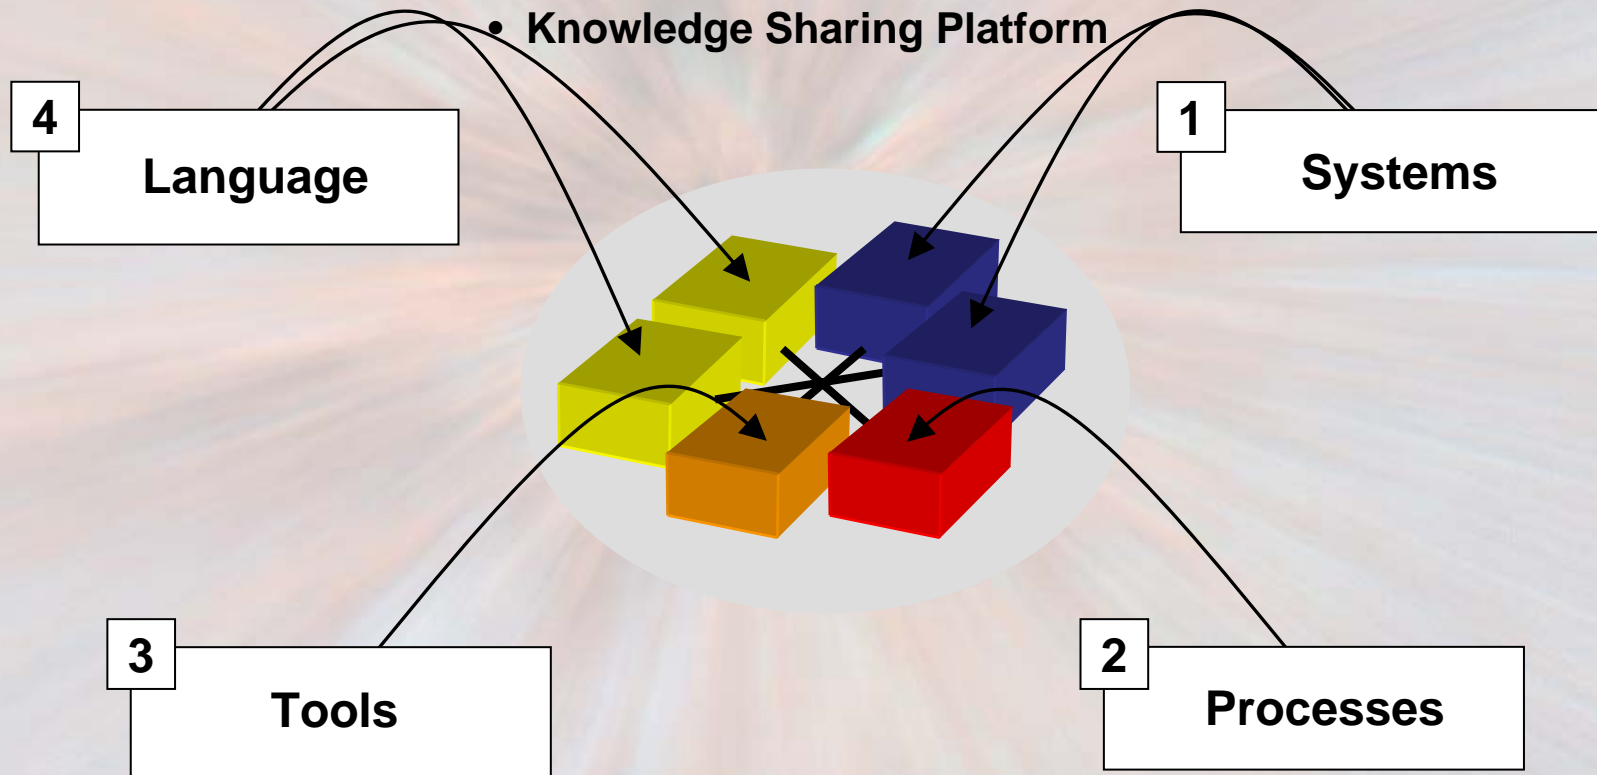 • Knowledge Sharing Platform
4
Language
1
Systems
3
Tools
2
Processes